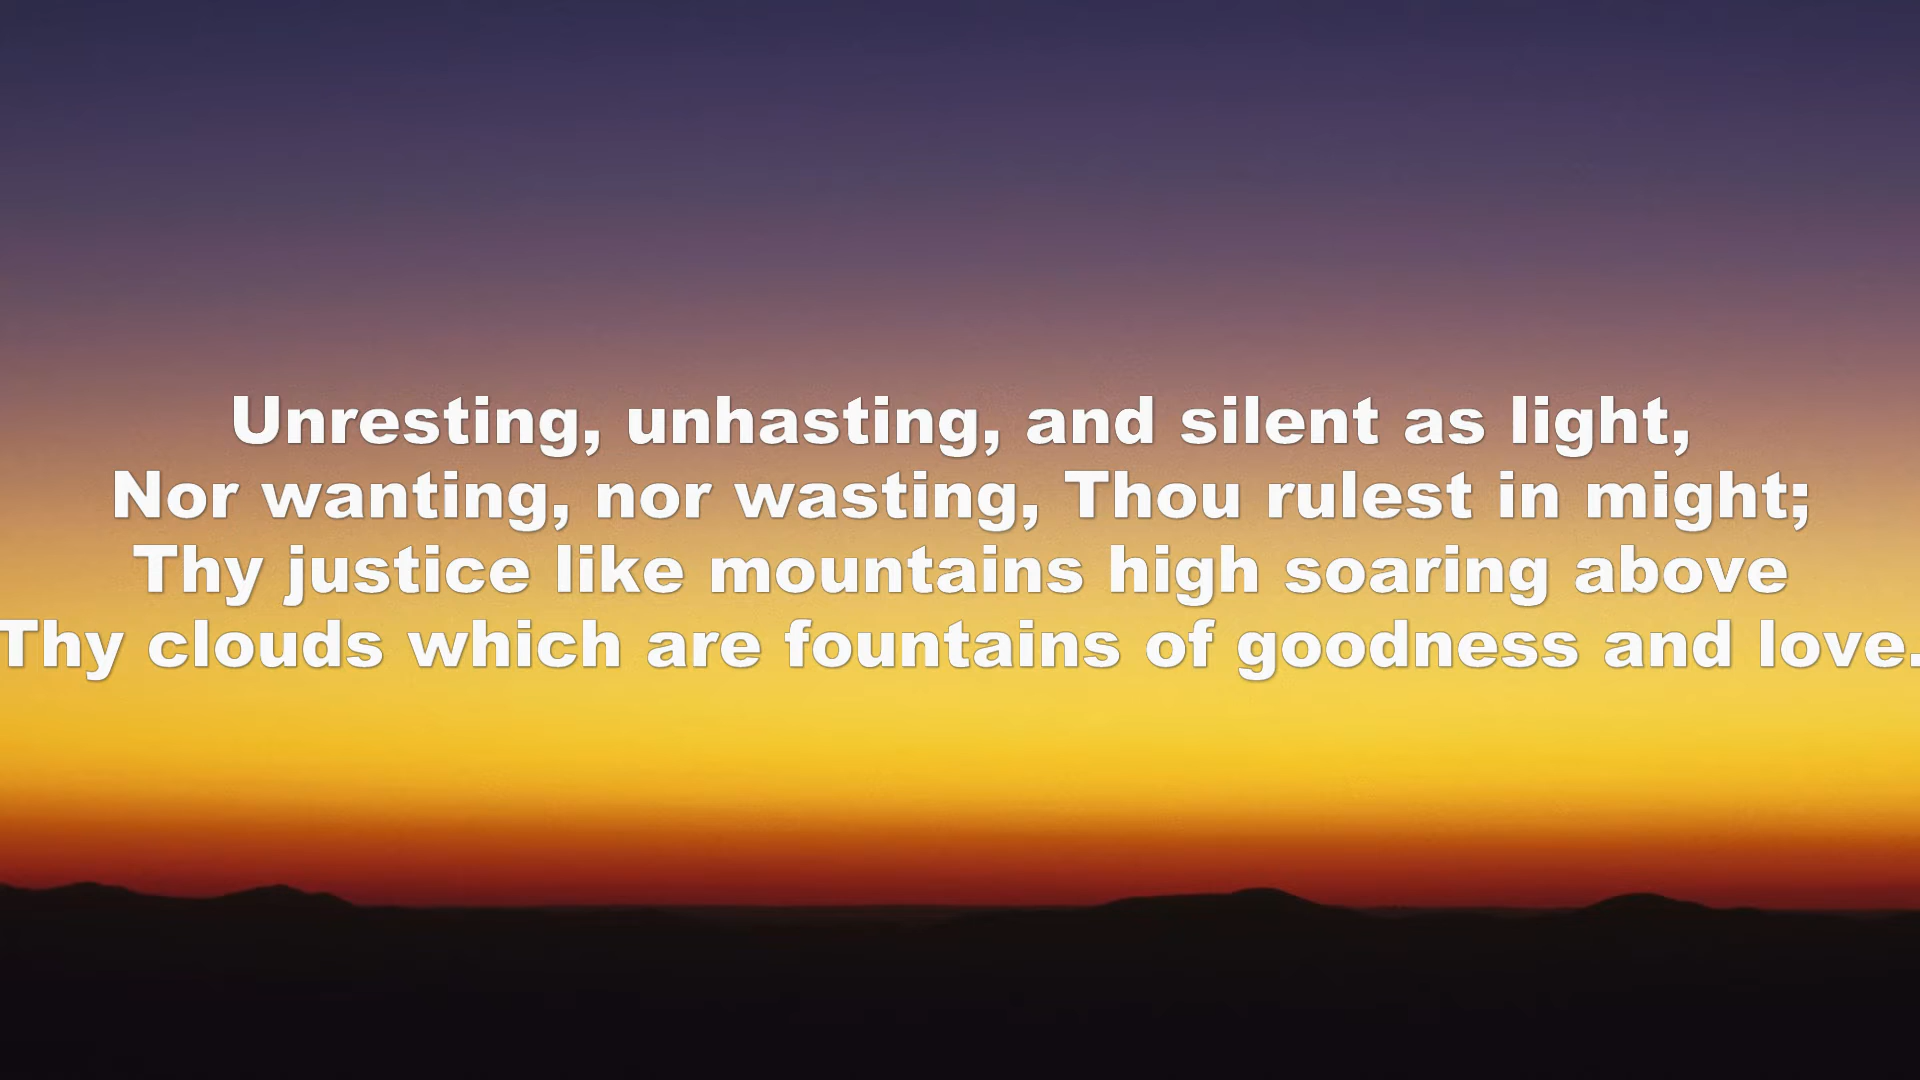 Unresting, unhasting, and silent as light,
Nor wanting, nor wasting, Thou rulest in might;
Thy justice like mountains high soaring above
Thy clouds which are fountains of goodness and love.